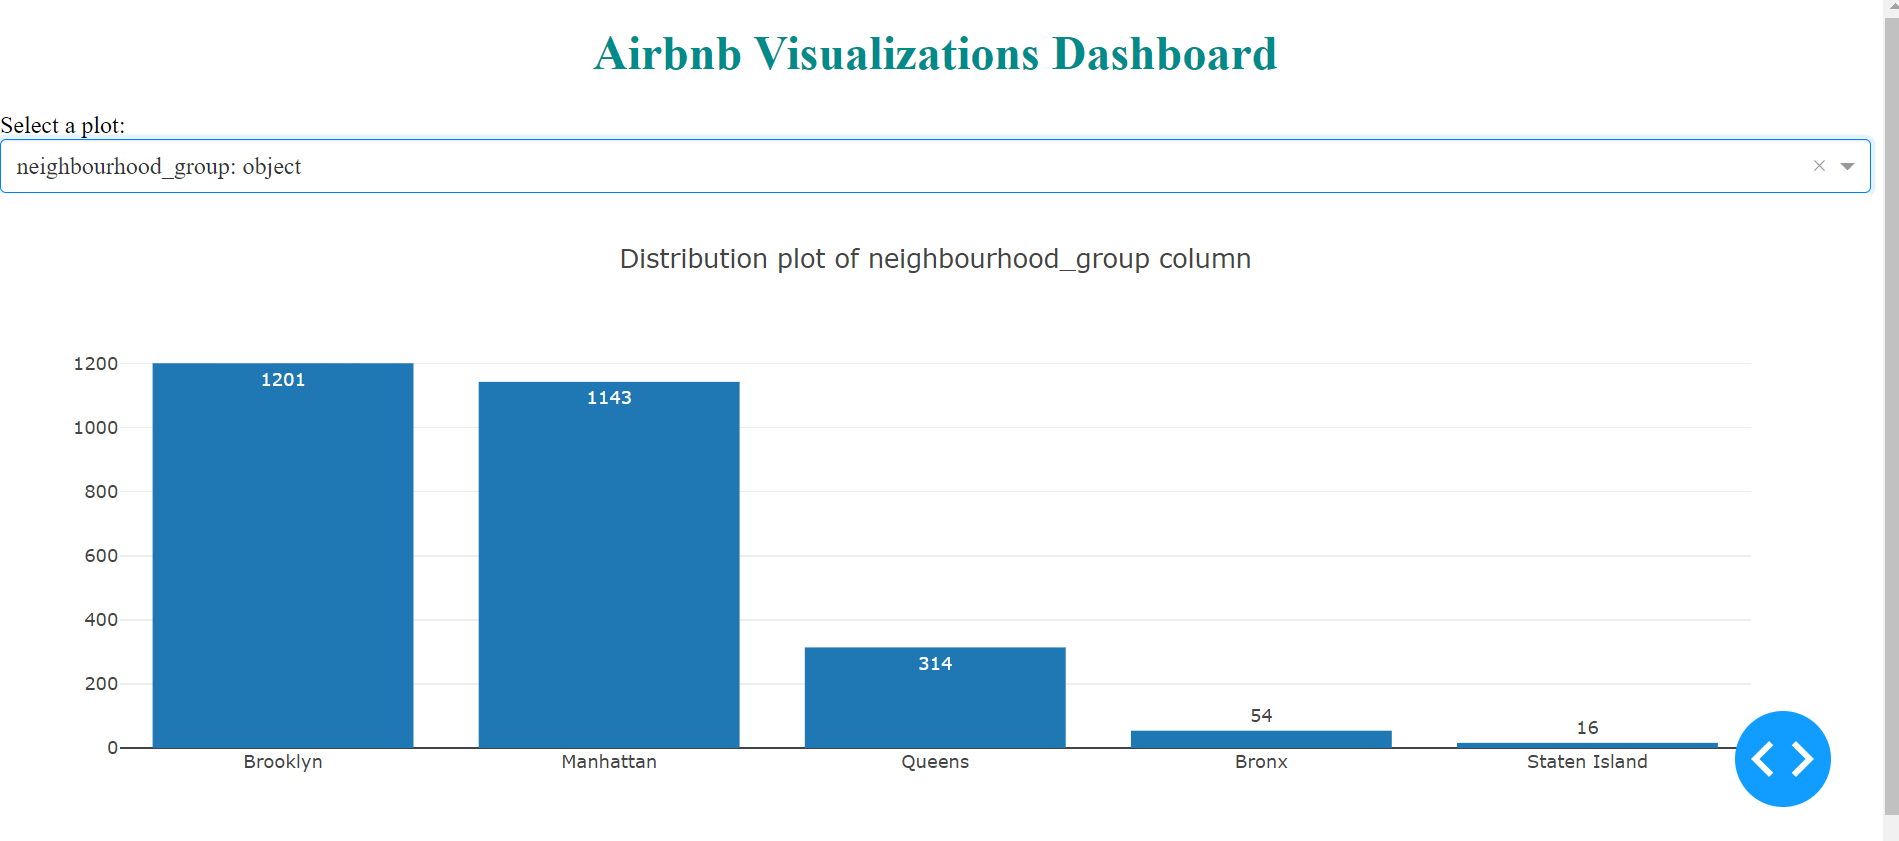 Airbnb Visualizations Dashboard
Select a plot:
neighbourhood_group: object
Distribution plot of neighbourhood_group column
1200
1000
800
600
400
200
0
1201
1143
314
54
16
Brooklyn
Manhattan
Queens
Bronx
Staten Island